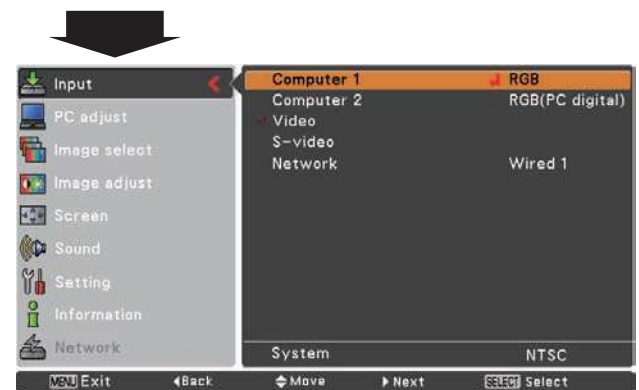 Input
PC adjust
Image select
Image adjust
Screen
Sound
Setting
Information
Network
Computer 1 RGB
Computer 2 RGB(PC digital)
Video
S-video
Network Wired 1
System NTSC
MENU Exit Back Move Next SELECT Select